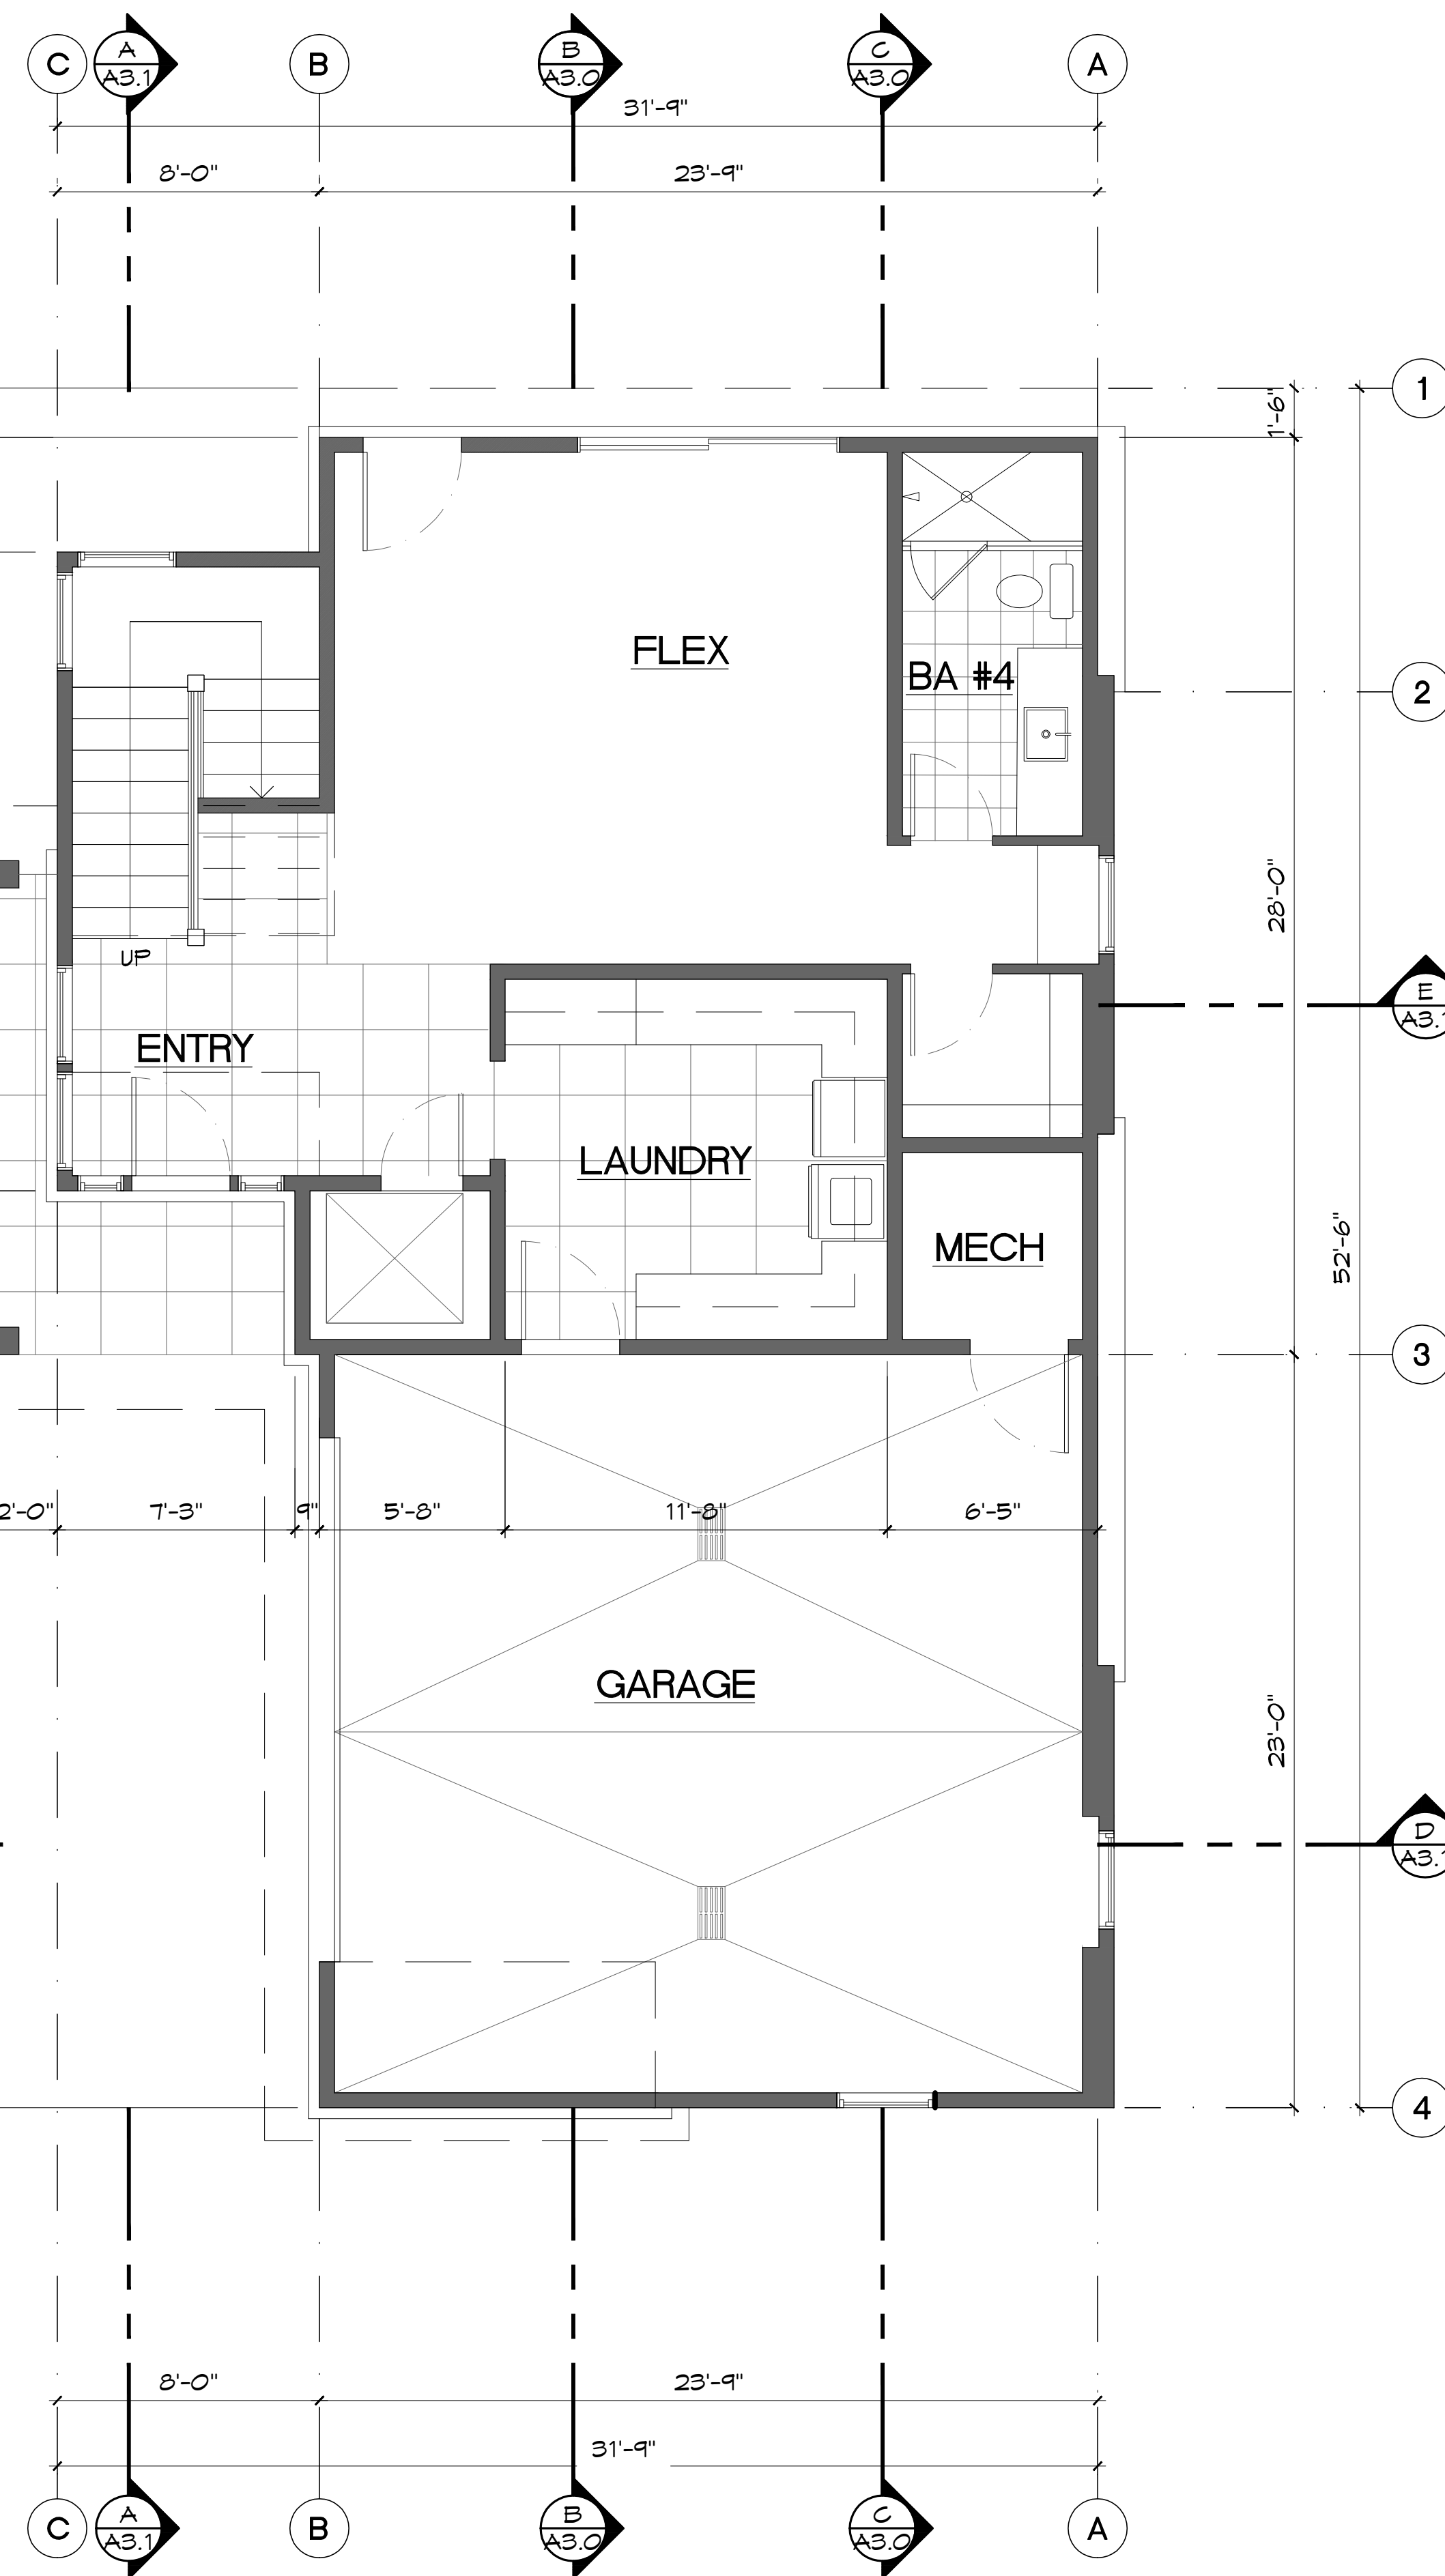 C
A
A3.1
B
B
A3.0
C
A3.0
A
31'-9"
8'-0"
23'-9"
1
1'-6"
FLEX
BA #4
2
28'-0"
UP
E
ENTRY
LAUNDRY
MECH
52'-6"
3
2'-0"
7'-3"
9"
5'-8"
11'-8"
6'-5"
GARAGE
23'-0"
D
4
8'-0"
23'-9"
31'-9"
C
A
A3.1
B
B
A3.0
C
A3.0
A